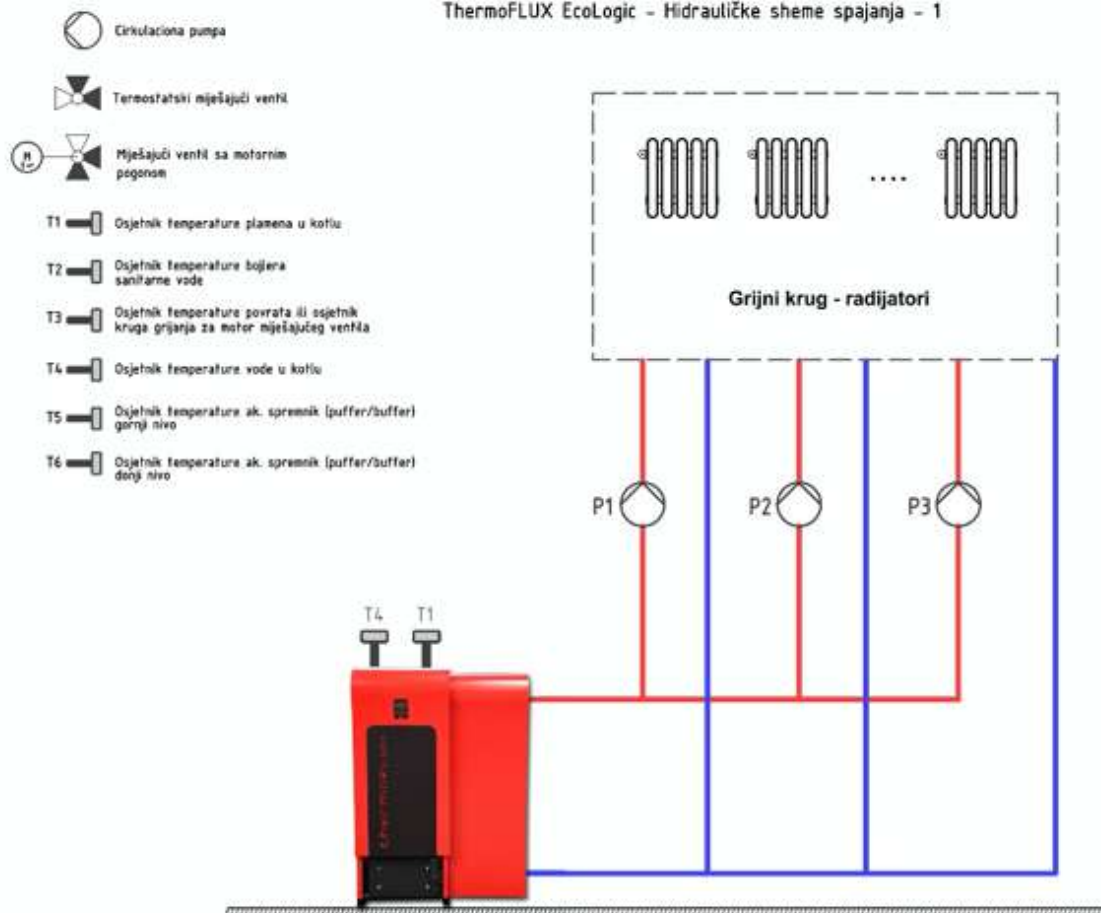 ThermoFLUX EcoLogic - Hidrauličke sheme spajanja - 1
Cirkulaciona pumpa
Termostatski miješajući ventil
M
Mješajući ventil sa motornim
pogonom
T1 Osjetnik temperature plamena u kotlu
T2 Osjetnik temperature bojlera
sanitarne vode
T3 Osjetnik temperature povrata ili osjetnik
kruga grijanja za motor miješajućeg ventila
T4 Osjetnik temperature vode u kotlu
T5 Osjetnik temperature ak. spremnik (puffer/buffer)
gornji nivo
T6 Osjetnik temperature ak. spremnik (puffer/buffer)
donji nivo
....
Grijni krug - radijatori
P1
P2
P3
T4
T1
thermoflux